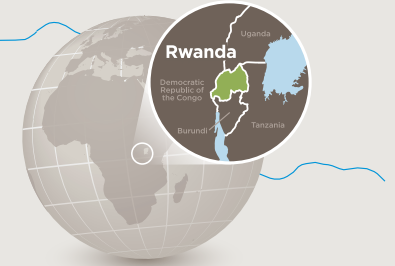 Uganda
Rwanda
Democratic
Republic of
the Congo
Burundi
Tanzania